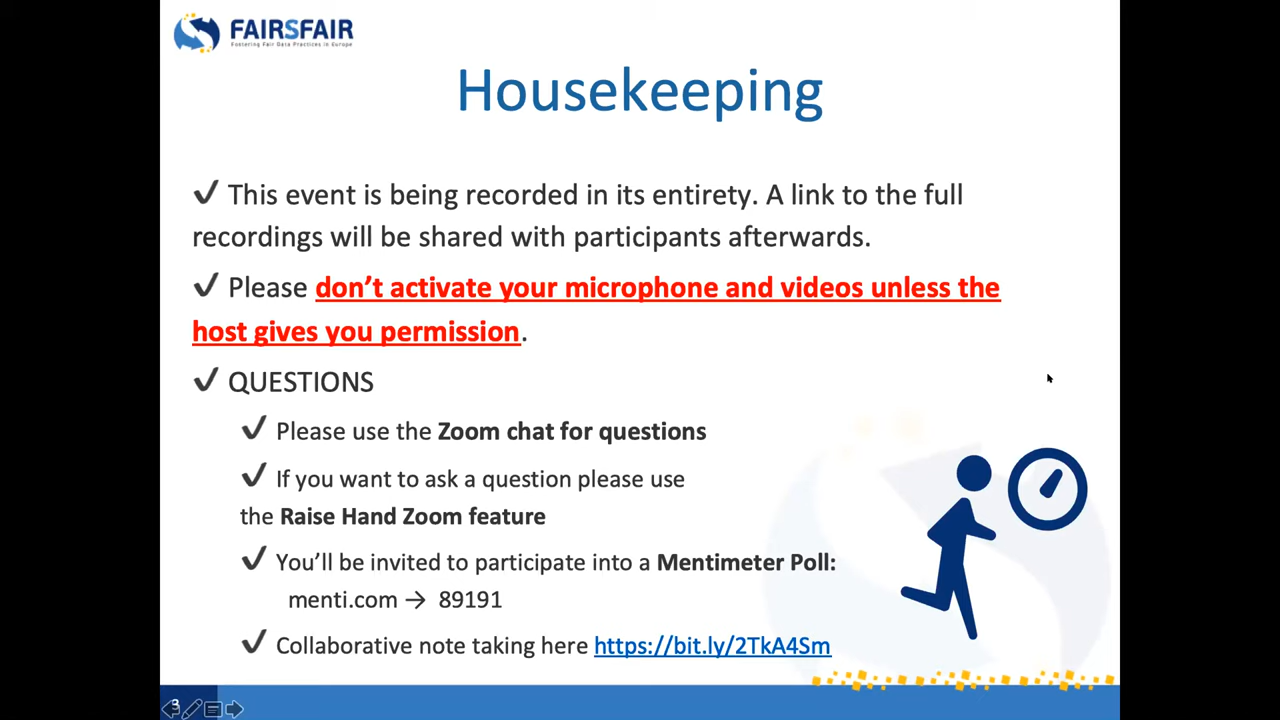 FAIRSFAIR
Fostering Fair Data Practices in Europe
Housekeeping
✓ This event is being recorded in its entirety. A link to the full
recordings will be shared with participants afterwards.
✓ Please don’t activate your microphone and videos unless the
host gives you permission.
✓ QUESTIONS
✓ Please use the Zoom chat for questions
✓ If you want to ask a question please use
the Raise Hand Zoom feature
✓ You’ll be invited to participate into a Mentimeter Poll:
menti.com → 89191
✓ Collaborative note taking here https://bit.ly/2TkA4Sm
3